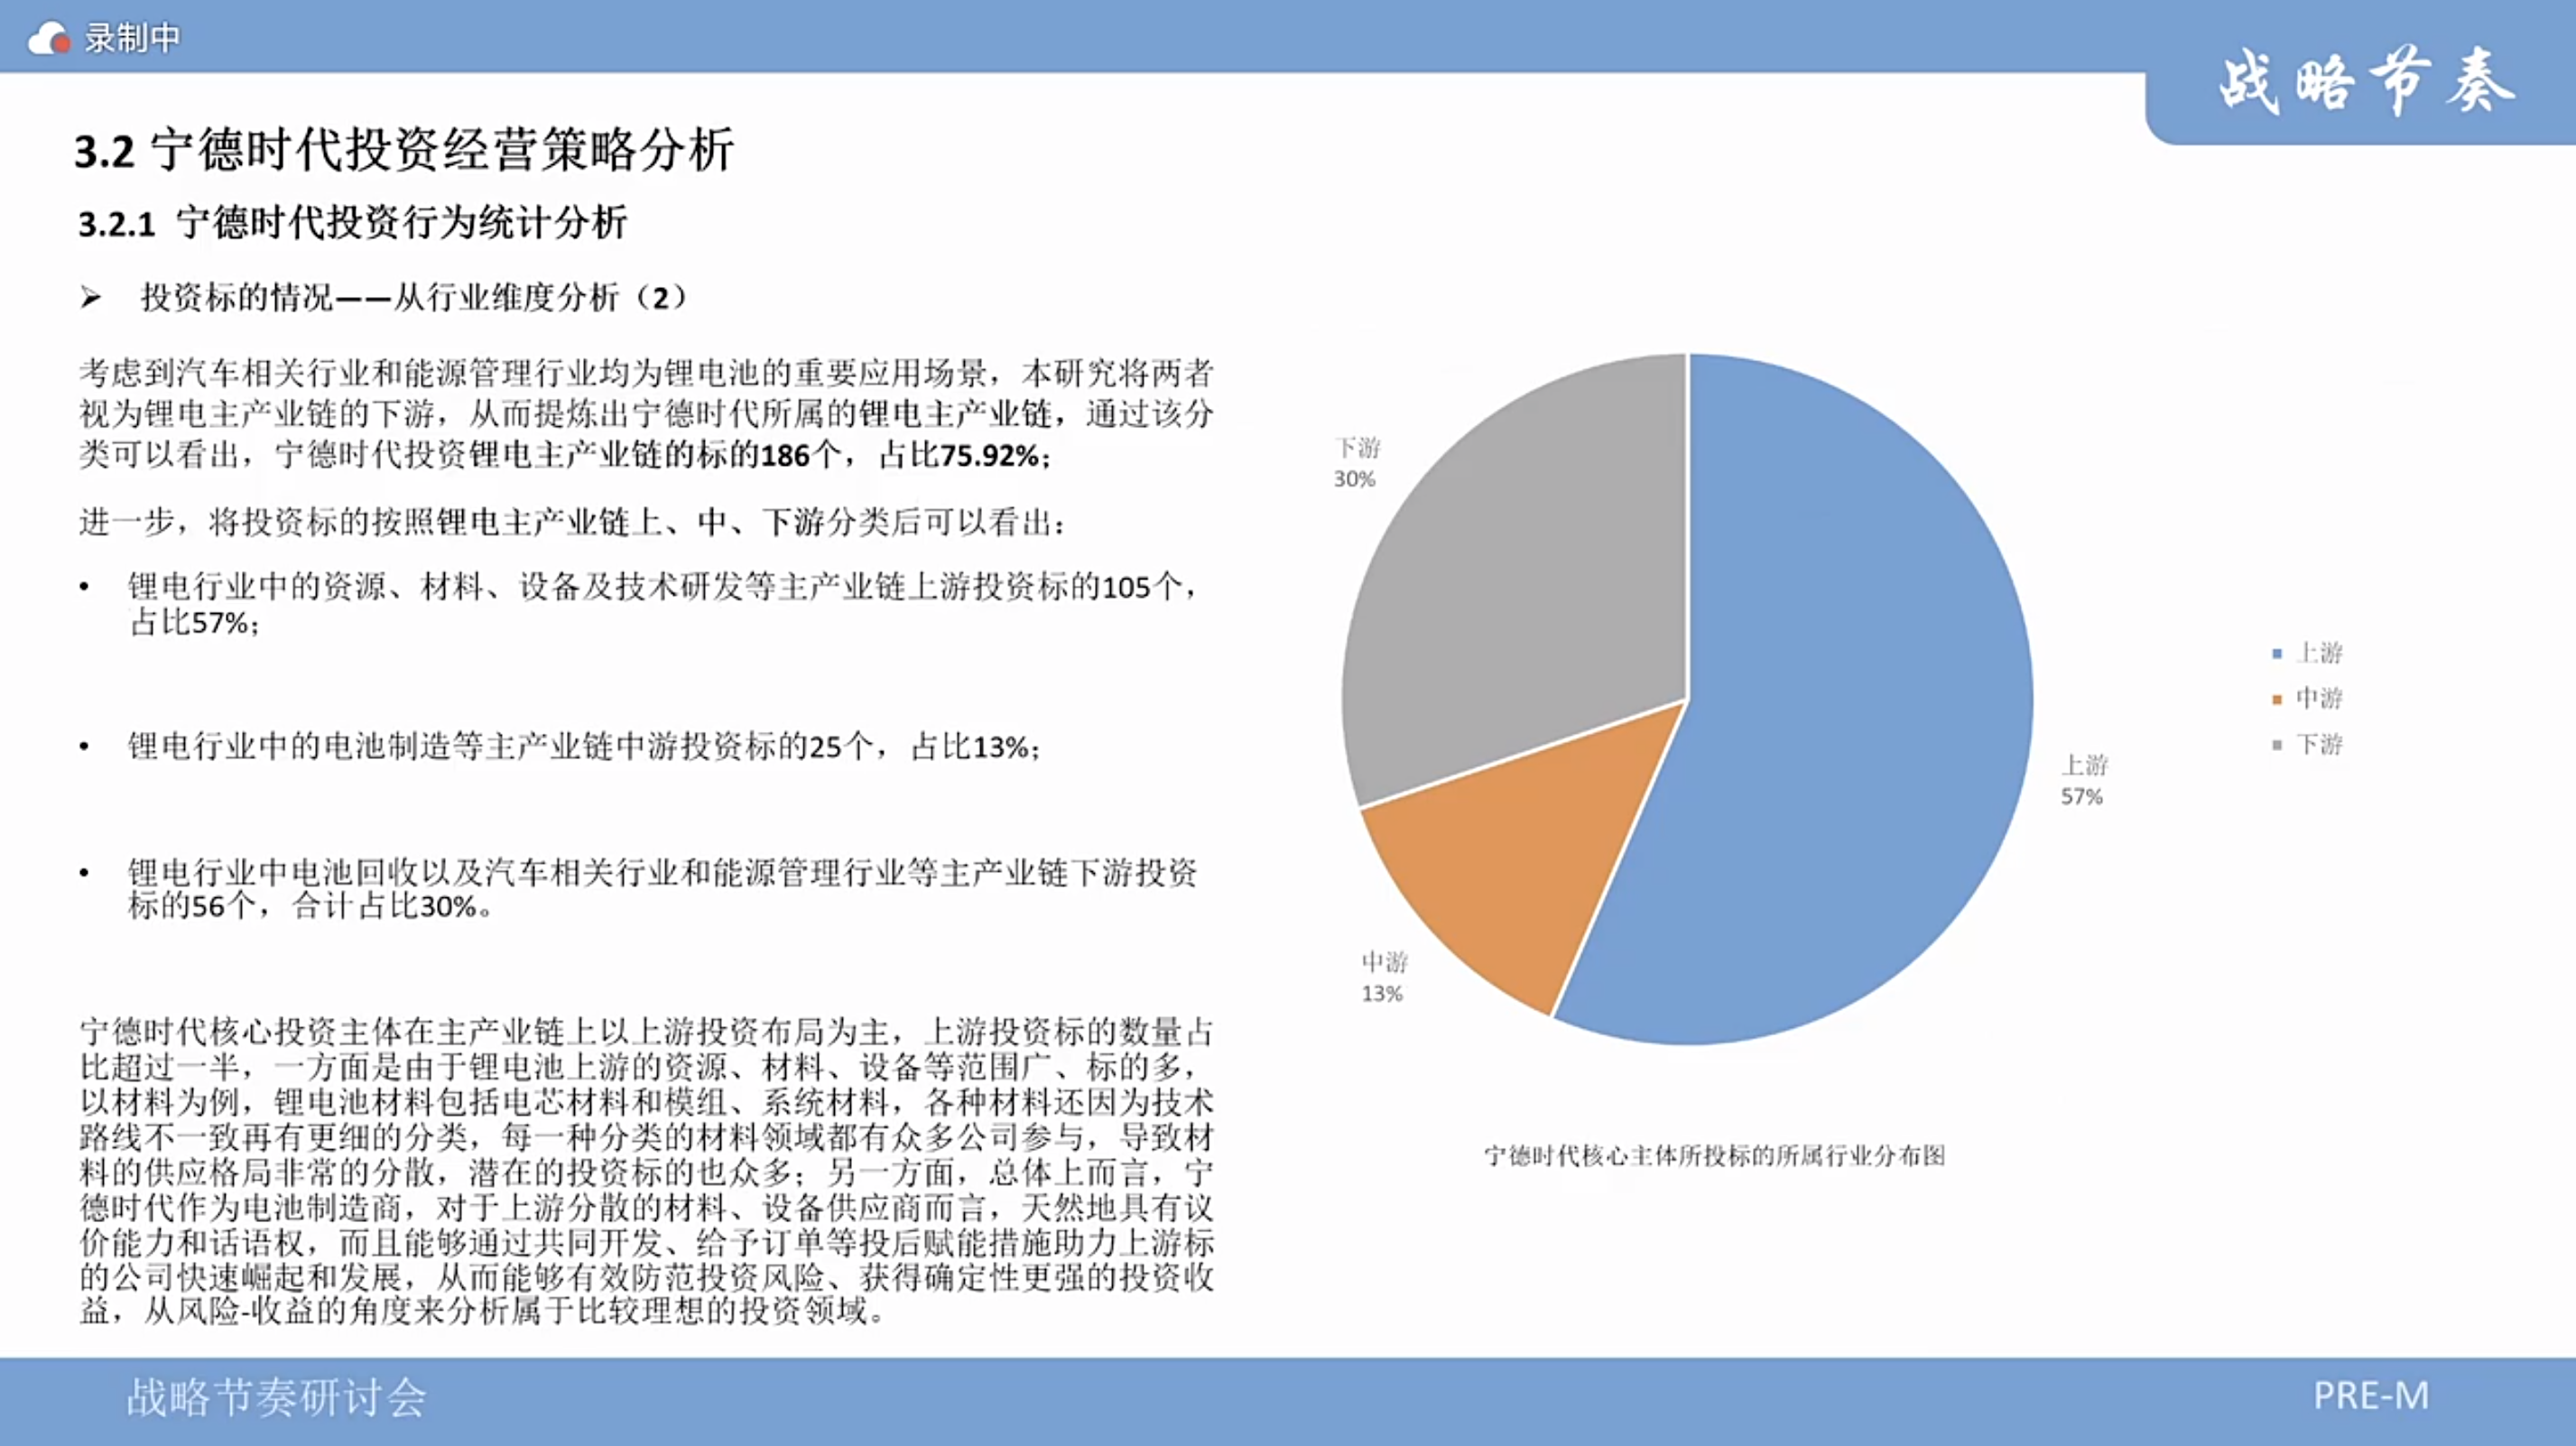 录制中
战略节奏
3.2 宁德时代投资经营策略分析
3.2.1 宁德时代投资行为统计分析
➢ 投资标的情况——从行业维度分析（2）
考虑到汽车相关行业和能源管理行业均为锂电池的重要应用场景，本研究将两者
视为锂电主产业链的下游，从而提炼出宁德时代所属的锂电主产业链，通过该分
类可以看出，宁德时代投资锂电主产业链的标的186个，占比75.92%；
进一步，将投资标的按照锂电主产业链上、中、下游分类后可以看出：
• 锂电行业中的资源、材料、设备及技术研发等主产业链上游投资标的105个，
占比57%；
• 锂电行业中的电池制造等主产业链中游投资标的25个，占比13%；
• 锂电行业中电池回收以及汽车相关行业和能源管理行业等主产业链下游投资
标的56个，合计占比30%。
宁德时代核心投资主体在主产业链上以上游投资布局为主，上游投资标的数量占
比超过一半，一方面是由于锂电池上游的资源、材料、设备等范围广、标的多，
以材料为例，锂电池材料包括电芯材料和模组、系统材料，各种材料还因为技术
路线不一致再有更细的分类，每一种分类的材料领域都有众多公司参与，导致材
料的供应格局非常的分散，潜在的投资标的也众多；另一方面，总体上而言，宁
德时代作为电池制造商，对于上游分散的材料、设备供应商而言，天然地具有议
价能力和话语权，而且能够通过共同开发、给予订单等投后赋能措施助力上游标
的公司快速崛起和发展，从而能够有效防范投资风险、获得确定性更强的投资收
益，从风险-收益的角度来分析属于比较理想的投资领域。
下游
30%
上游
57%
中游
13%
上游
中游
下游
宁德时代核心主体所投标的所属行业分布图
战略节奏研讨会
PRE-M